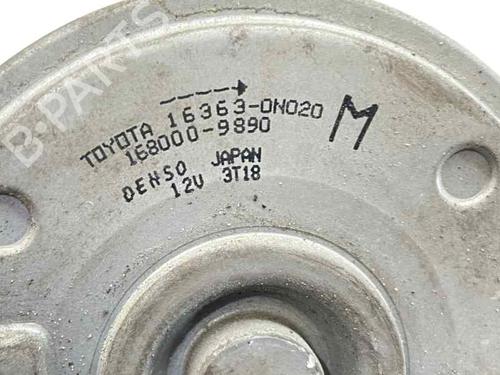 TOYOTA 16363-0N020
M
168000-9890
DENSO JAPAN
12V 3T18
B-PARTS